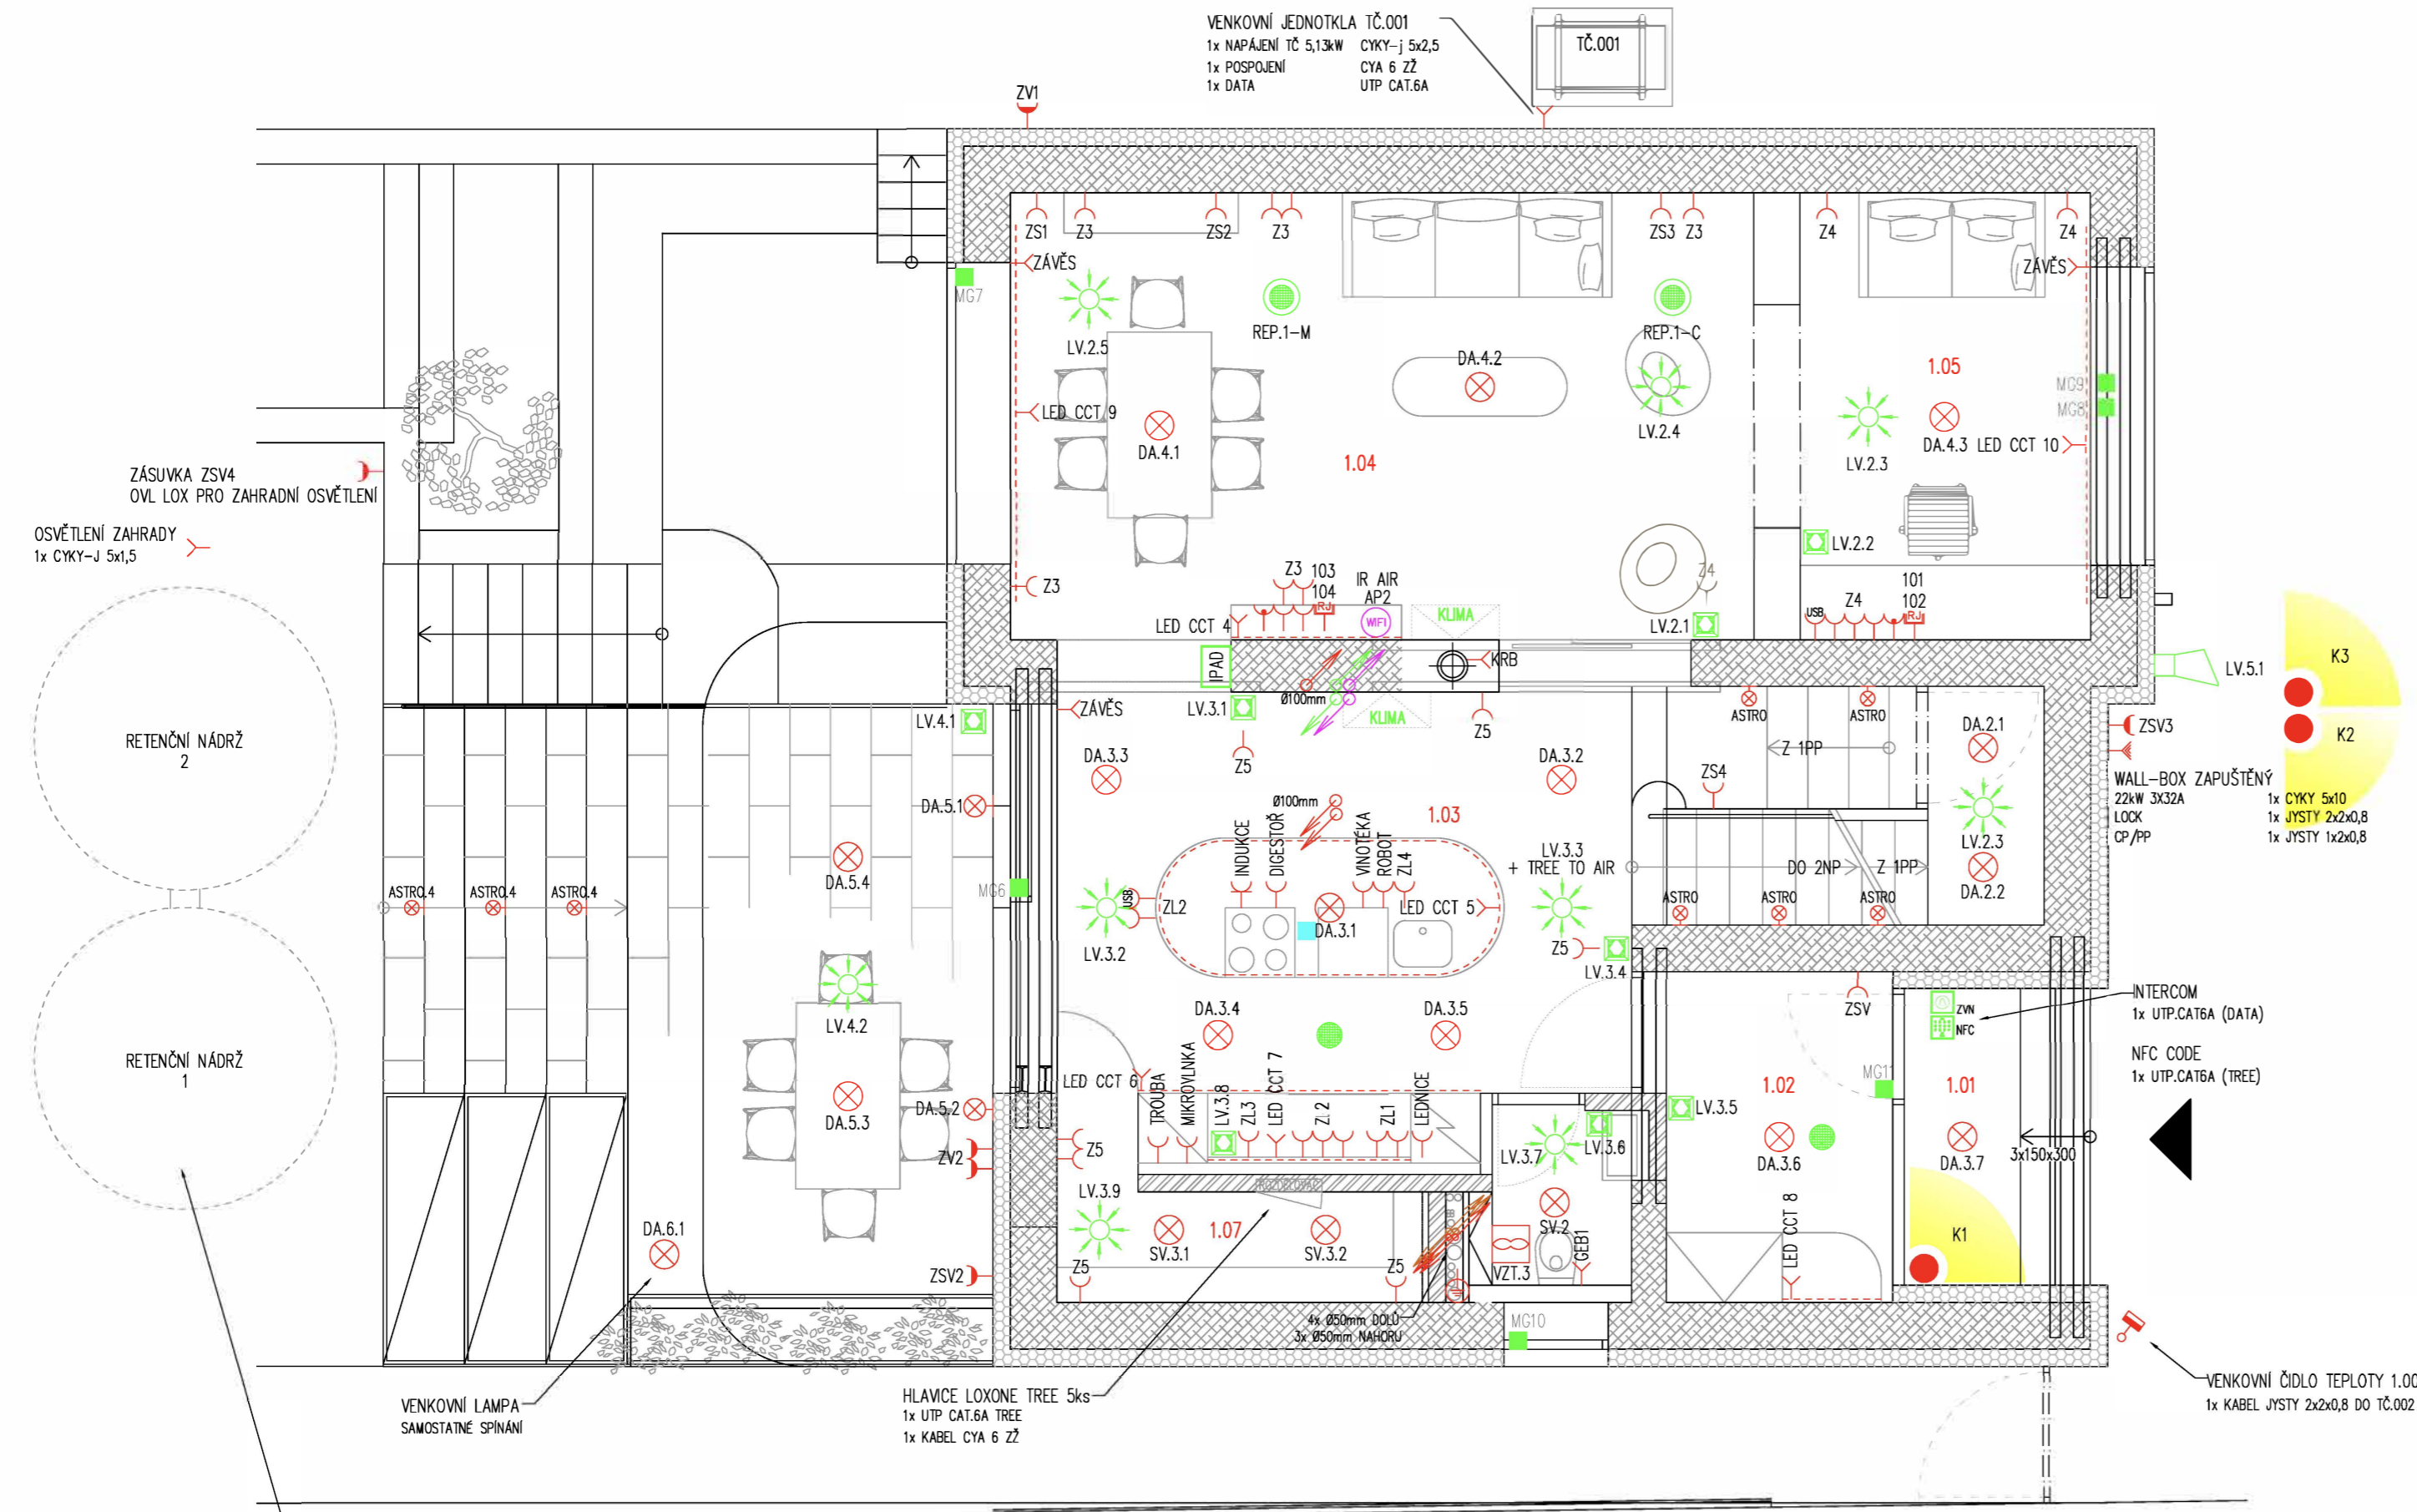 VENKOVNÍ JEDNOTKLA TČ.001
1x NAPÁJENÍ TČ 5,13kW CYKY-j 5x2,5
1x POSPOJENÍ CYA 6 ZŽ
1x DATA UTP CAT.6A
TČ.001
ZV1
ZS1
Z3
ZS2
Z3
ZS3
Z3
Z4
Z4
ZÁVĚS
ZÁVĚS
MG7
LV.2.5
REP.1-M
REP.1-C
DA.4.2
1.05
MG9
MG8
LED CCT 9
DA.4.1
LV.2.4
DA.4.3
LED CCT 10
LV.2.3
1.04
ZÁSUVKA ZSV4
OVL LOX PRO ZAHRADNÍ OSVĚTLENÍ
OSVĚTLENÍ ZAHRADY
1x CYKY-J 5x1,5
LV.2.2
Z3
Z3
103
104
RJ
IR AIR
AP2
WIFI
KLIMA
Z4
LV.2.1
USB
Z4
101
102
RJ
LED CCT 4
IPAD
KRB
Ø100mm
KLIMA
LV.5.1
K3
K2
LV.4.1
ZÁVĚS
LV.3.1
Z5
Z5
ASTRO
ASTRO
DA.2.1
ZSV3
RETENČNÍ NÁDRŽ
2
DA.3.3
DA.3.2
Z 1PP
ZS4
WALL-BOX ZAPUŠTĚNÝ
22kW 3X32A 1x CYKY 5x10
LOCK 1x JYSTY 2x2x0,8
CP/PP 1x JYSTY 1x2x0,8
DA.5.1
Ø100mm
1.03
INDUKCE
DIGESTOŘ
VINOTÉKA
ROBOT
ZL4
LV.3.3
+ TREE TO AIR
DO 2NP
Z 1PP
LV.2.3
DA.2.2
DA.5.4
ASTRO.4
ASTRO.4
ASTRO.4
MG6
USB
ZL2
LED CCT 5
DA.3.1
ASTRO
ASTRO
ASTRO
LV.3.2
Z5
LV.3.4
LV.4.2
DA.3.4
DA.3.5
ZSV
ZVN
NFC
INTERCOM
1x UTP.CAT6A (DATA)
NFC CODE
1x UTP.CAT6A (TREE)
RETENČNÍ NÁDRŽ
1
DA.5.3
DA.5.2
LED CCT 6
TROUBA
MIKROVLNKA
LV.3.8
ZL3
LED CCT 7
ZL2
ZL1
LEDNICE
1.02
MG11
1.01
LV.3.5
LV.3.7
LV.3.6
DA.3.6
DA.3.7
3x150x300
ZV2
Z5
LV.3.9
ROZDĚLOVAČ
SV.3.1
1.07
SV.3.2
SV.2
GEB1
VZT.3
LED CCT 8
K1
DA.6.1
ZSV2
Z5
Z5
4x Ø50mm DOLŮ
3x Ø50mm NAHORU
MG10
VENKOVNÍ LAMPA
SAMOSTATNÉ SPÍNÁNÍ
HLAVICE LOXONE TREE 5ks
1x UTP CAT.6A TREE
1x KABEL CYA 6 ZŽ
VENKOVNÍ ČIDLO TEPLOTY 1.00
1x KABEL JYSTY 2x2x0,8 DO TČ.002